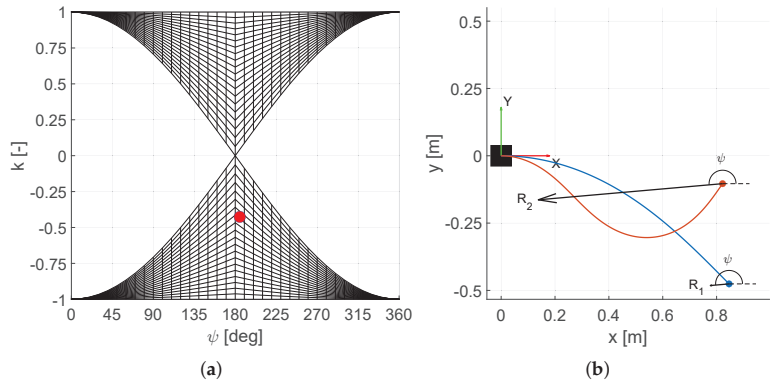 1
0.75
0.5
0.25
0
-0.25
-0.5
-0.75
-1
k [-]
0 45 90 135 180 225 270 315 360
ψ [deg]
(a)
0.5
0.25
0
-0.25
-0.5
y [m]
Y
X
ψ
R2
ψ
R1
0 0.2 0.4 0.6 0.8
x [m]
(b)